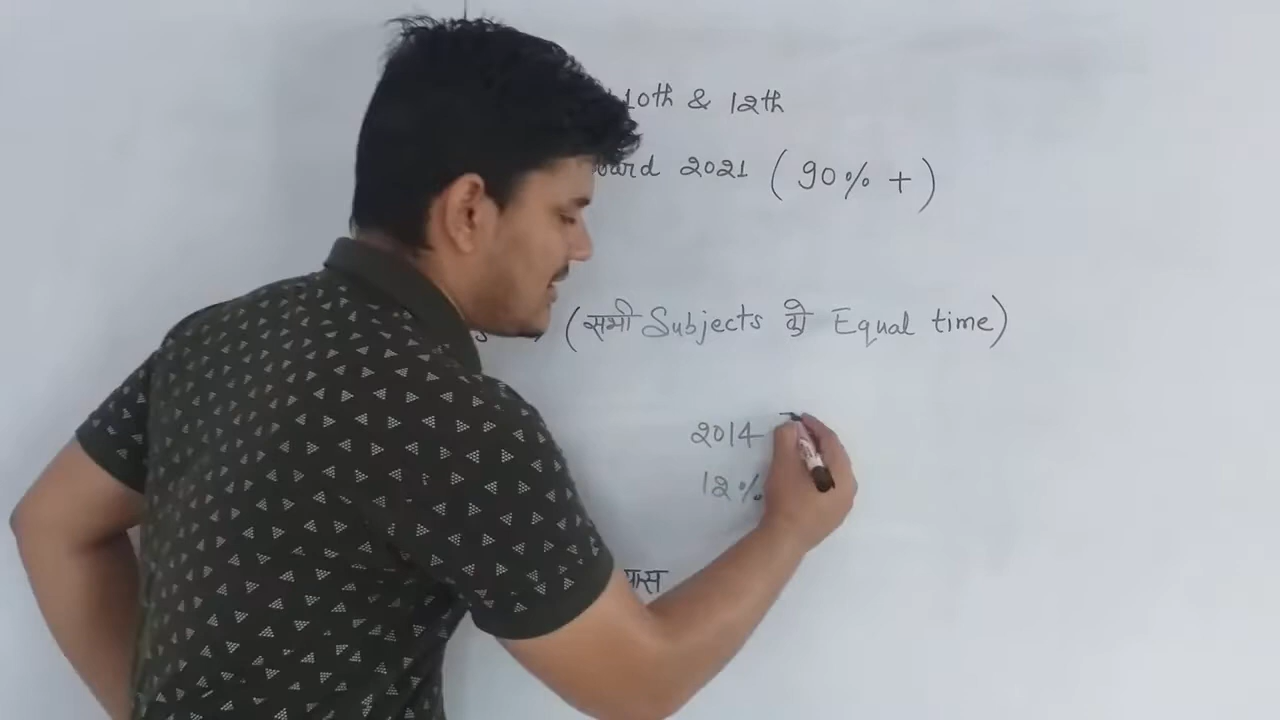 10th & 12th
2021 (90% +)
(सभी Subjects को Equal time)
2014
12%